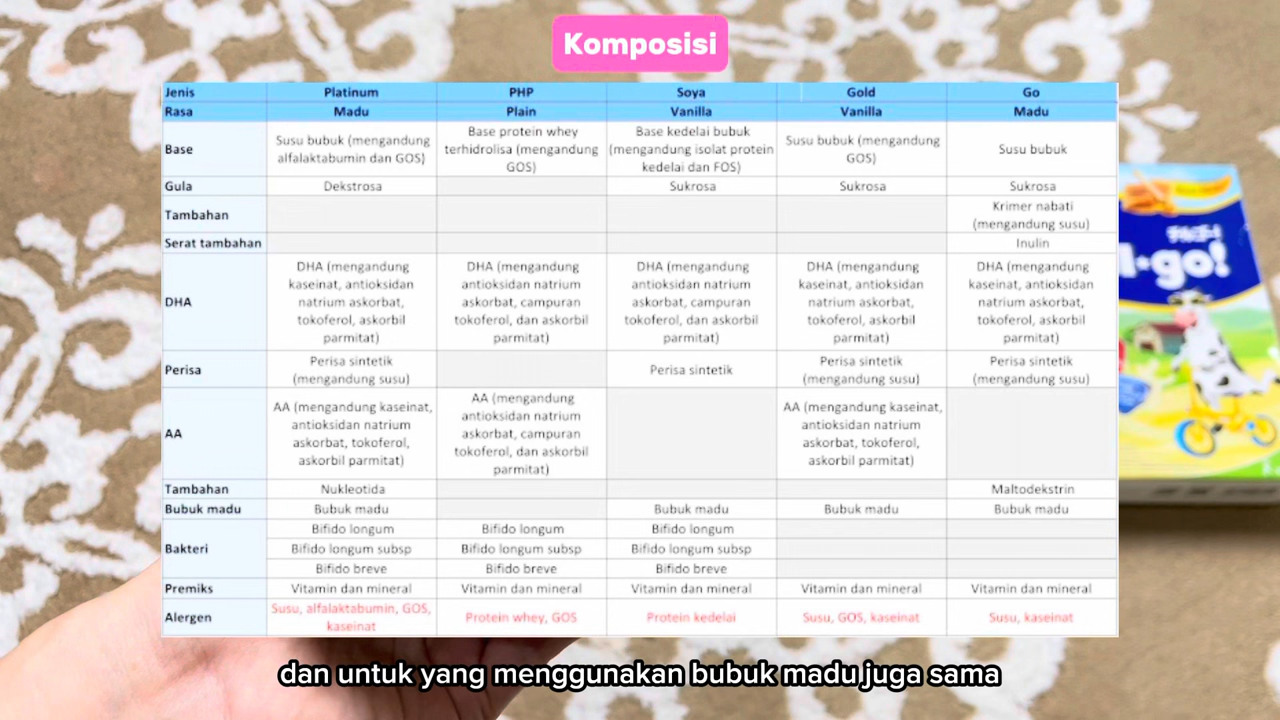 Komposisi
Jenis Platinum PHP Soya Gold Go
Rasa Madu Plain Vanilla Vanilla Madu
Base
Susu bubuk (mengandung
alfalaktabumin dan GOS)
Base protein whey
terhidrolisa (mengandung
GOS)
Base kedelai bubuk
(mengandung isolat protein
kedelai dan FOS)
Susu bubuk (mengandung
GOS)
Susu bubuk
Gula Dekstrosa Sukrosa Sukrosa Sukrosa
Tambahan
Krimer nabati
(mengandung susu)
Serat tambahan Inulin
DHA
DHA (mengandung
kaseinat, antioksidan
natrium askorbat,
tokoferol, askorbil
parmitat)
DHA (mengandung
antioksidan natrium
askorbat, campuran
tokoferol, dan askorbil
parmitat)
DHA (mengandung
antioksidan natrium
askorbat, campuran
tokoferol, dan askorbil
parmitat)
DHA (mengandung
kaseinat, antioksidan
natrium askorbat,
tokoferol, askorbil
parmitat)
DHA (mengandung
kaseinat, antioksidan
natrium askorbat,
tokoferol, askorbil
parmitat)
Perisa
Perisa sintetik
(mengandung susu)
Perisa sintetik
Perisa sintetik
(mengandung susu)
Perisa sintetik
(mengandung susu)
AA
AA (mengandung kaseinat,
antioksidan natrium
askorbat, tokoferol,
askorbil parmitat)
AA (mengandung
antioksidan natrium
askorbat, campuran
tokoferol, dan askorbil
parmitat)
AA (mengandung kaseinat,
antioksidan natrium
askorbat, tokoferol,
askorbil parmitat)
Tambahan Nukleotida Maltodekstrin
Bubuk madu Bubuk madu Bubuk madu Bubuk madu Bubuk madu
Bakteri
Bifido longum Bifido longum Bifido longum
Bifido longum subsp Bifido longum subsp Bifido longum subsp
Bifido breve Bifido breve Bifido breve
Premiks Vitamin dan mineral Vitamin dan mineral Vitamin dan mineral Vitamin dan mineral Vitamin dan mineral
Alergen
Susu, alfalaktabumin, GOS,
kaseinat
Protein whey, GOS
Protein kedelai
Susu, GOS, kaseinat
Susu, kaseinat
go!
dan untuk yang menggunakan bubuk madu juga sama